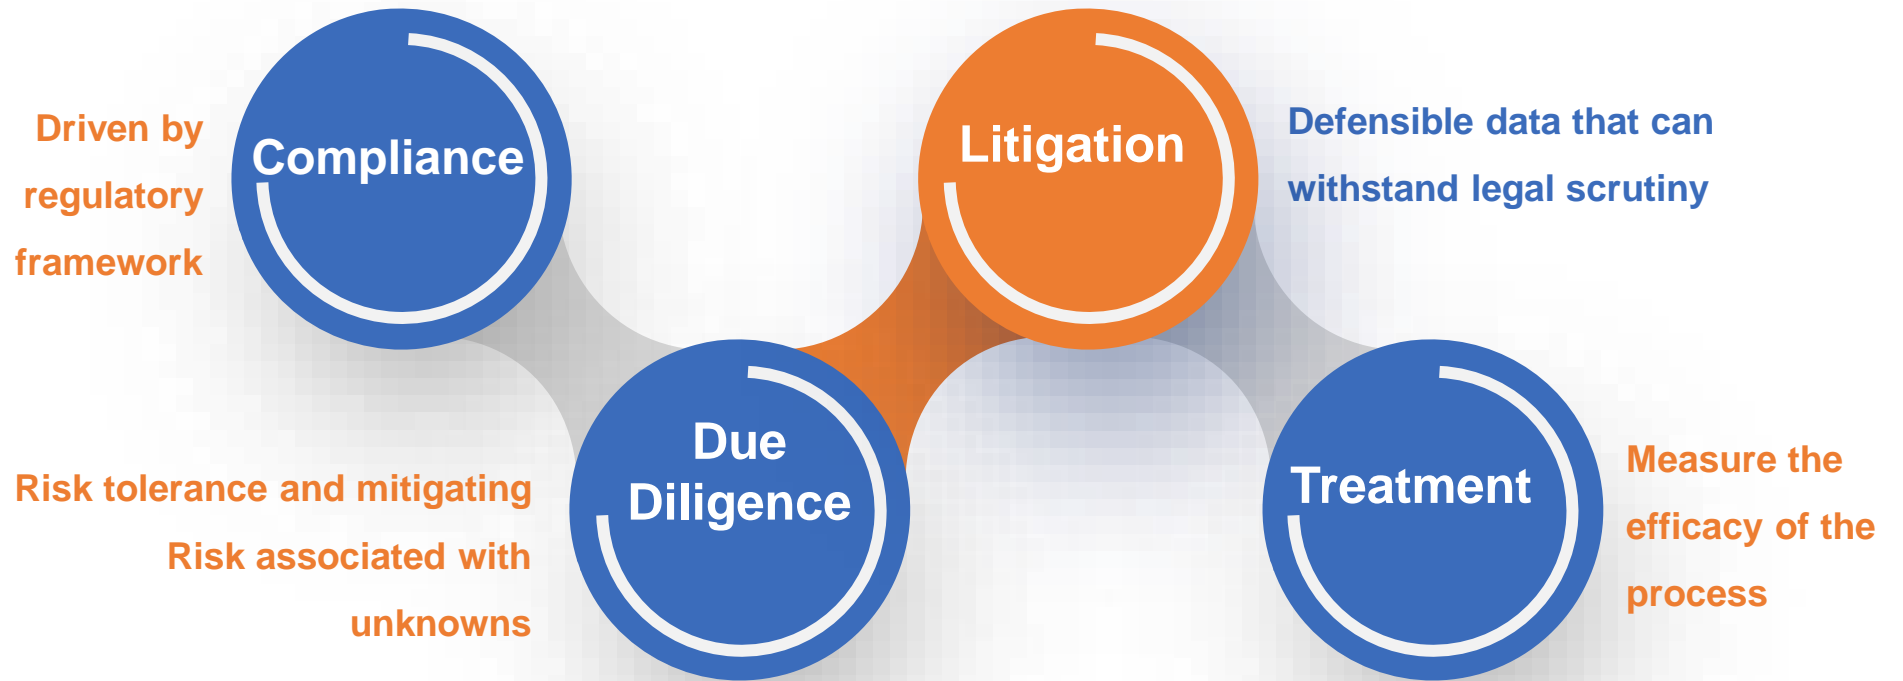 Compliance
Driven by
regulatory
framework
Due
Diligence
Risk tolerance and mitigating
Risk associated with
unknowns
Litigation
Defensible data that can
withstand legal scrutiny
Treatment
Measure the
efficacy of the
process